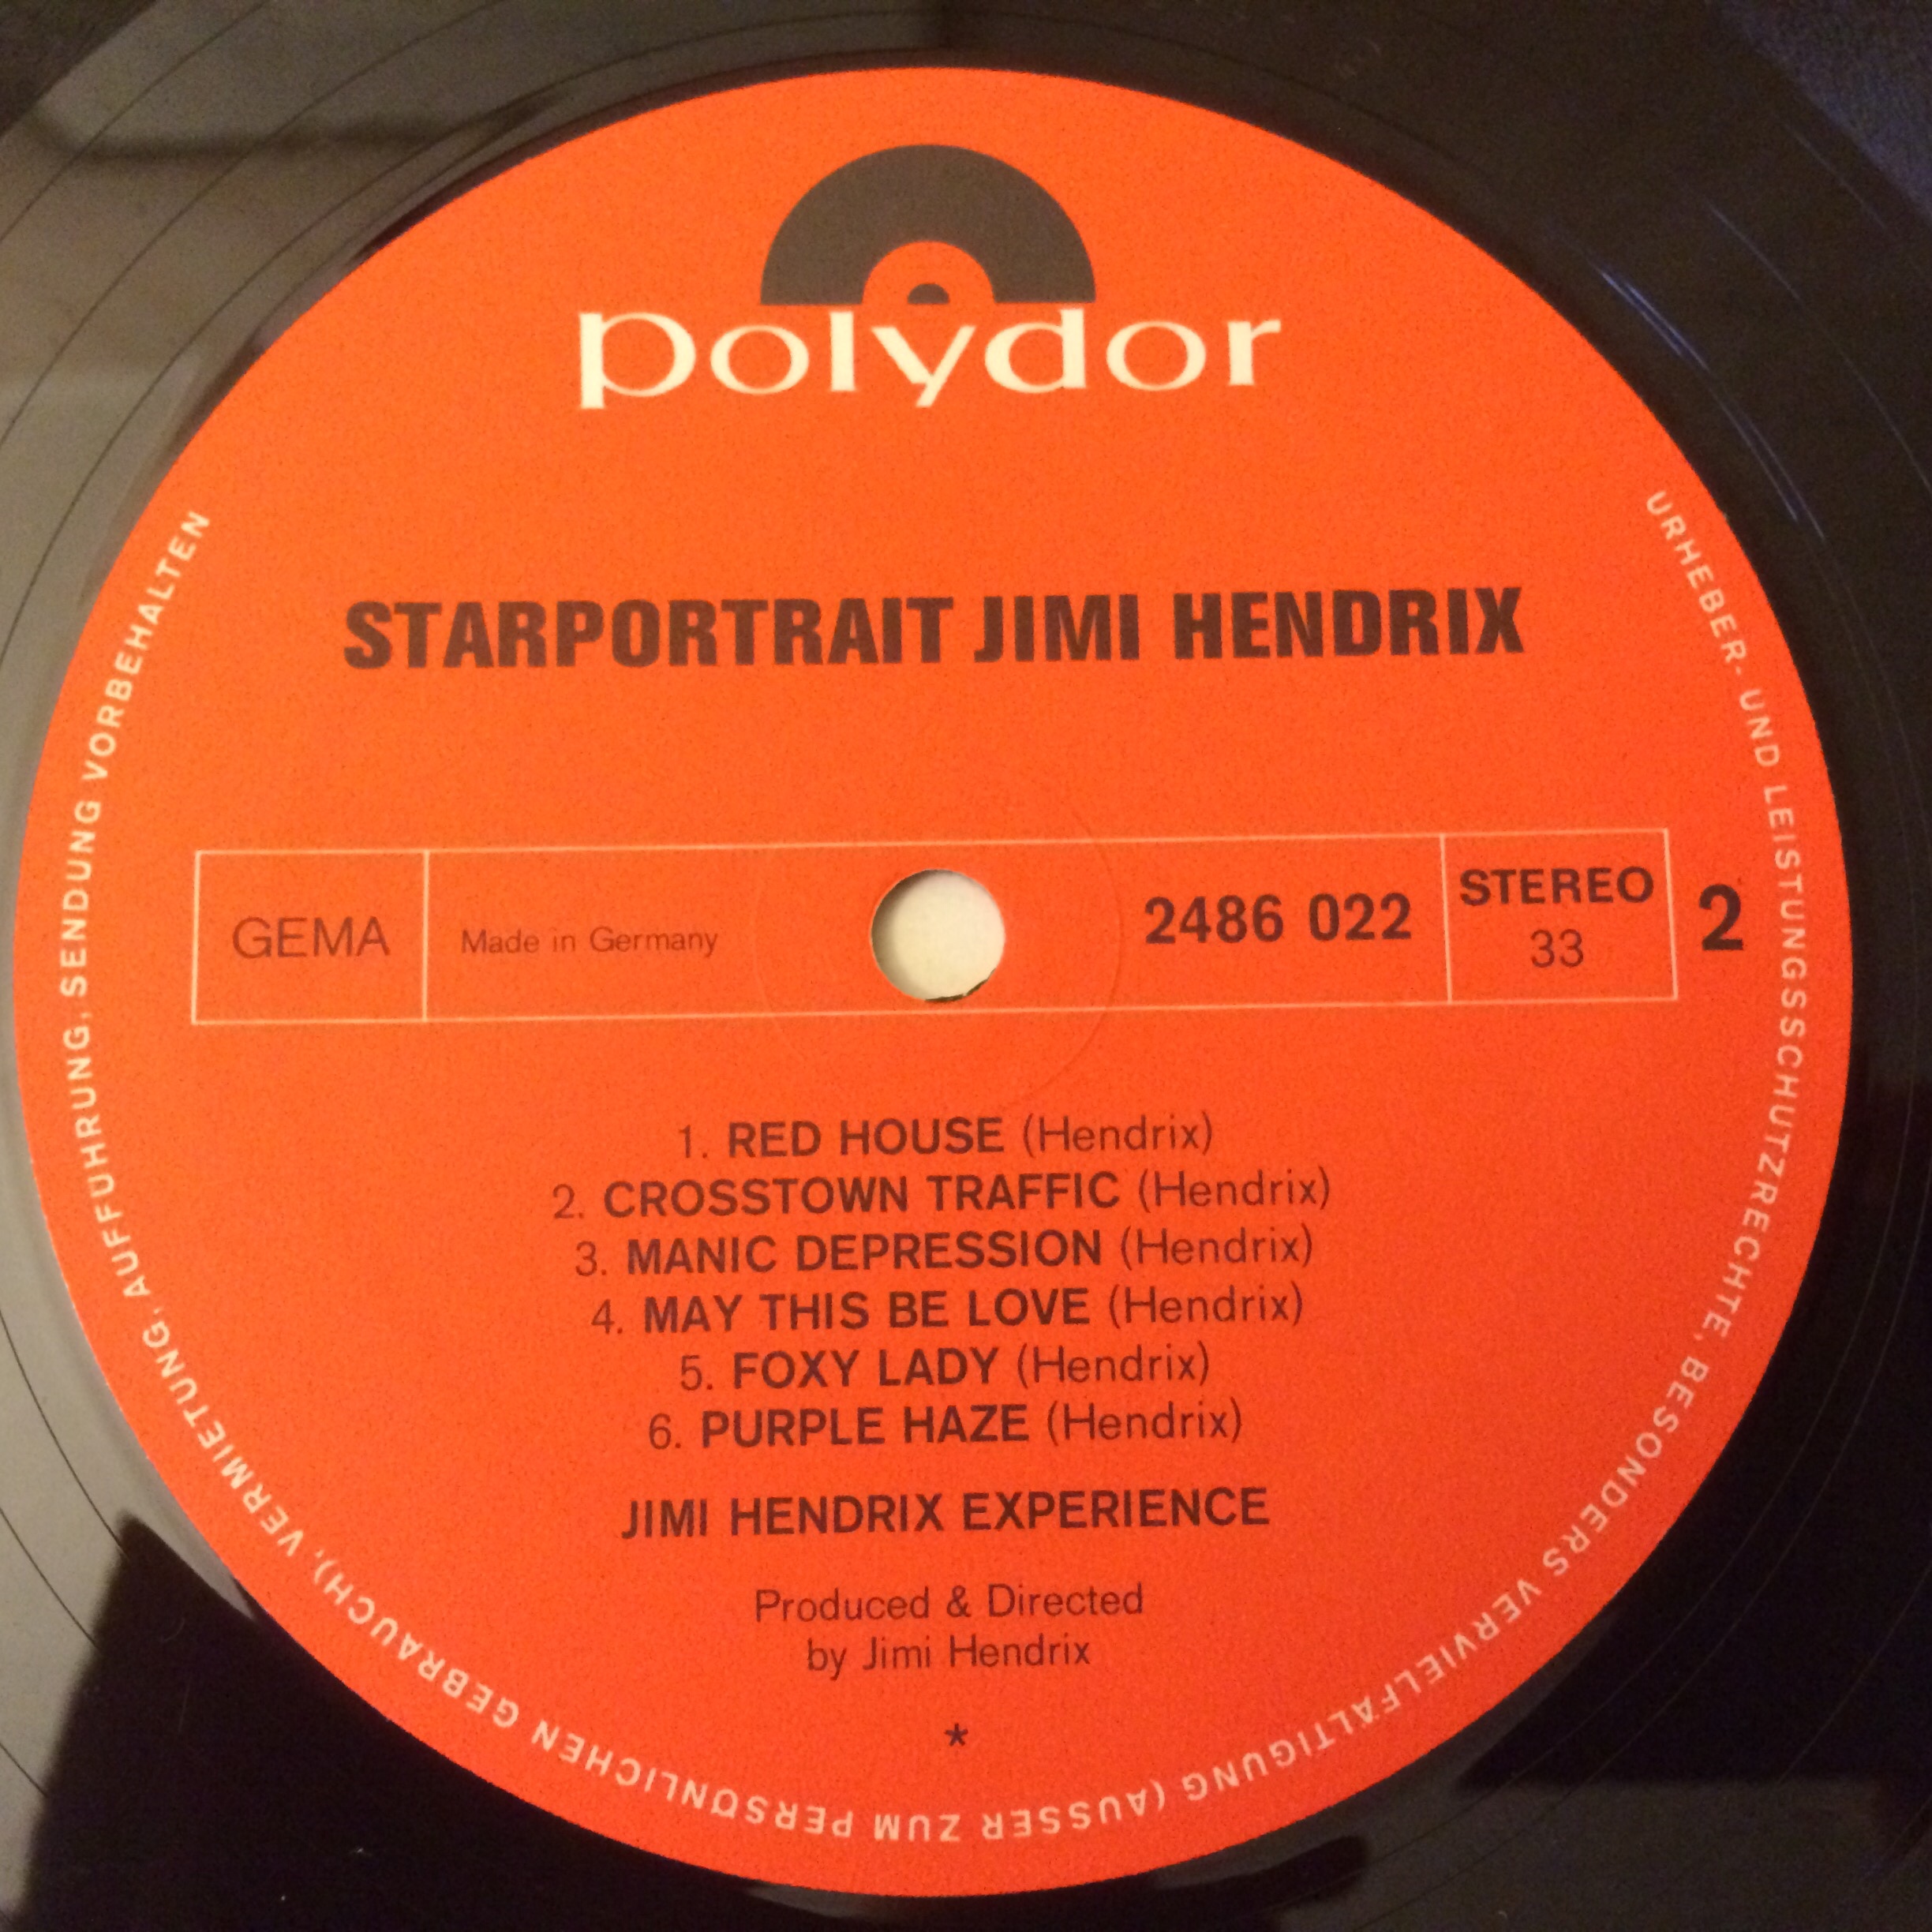 polydor
STARPORTRAIT JIMI HENDRIX
GEMA
Made in Germany
2486 022
STEREO
33
2
1. RED HOUSE (Hendrix)
2. CROSSTOWN TRAFFIC (Hendrix)
3. MANIC DEPRESSION (Hendrix)
4. MAY THIS BE LOVE (Hendrix)
5. FOXY LADY (Hendrix)
6. PURPLE HAZE (Hendrix)
JIMI HENDRIX EXPERIENCE
Produced & Directed
by Jimi Hendrix
*
URHEBER- UND LEISTUNGSSCHUTZRECHTE, BESONDERS VERVIELFÄLTIGUNG (AUSSER ZUM PERSÖNLICHEN GEBRAUCH), VERMIETUNG, AUFFÜHRUNG, SENDUNG VORBEHALTEN